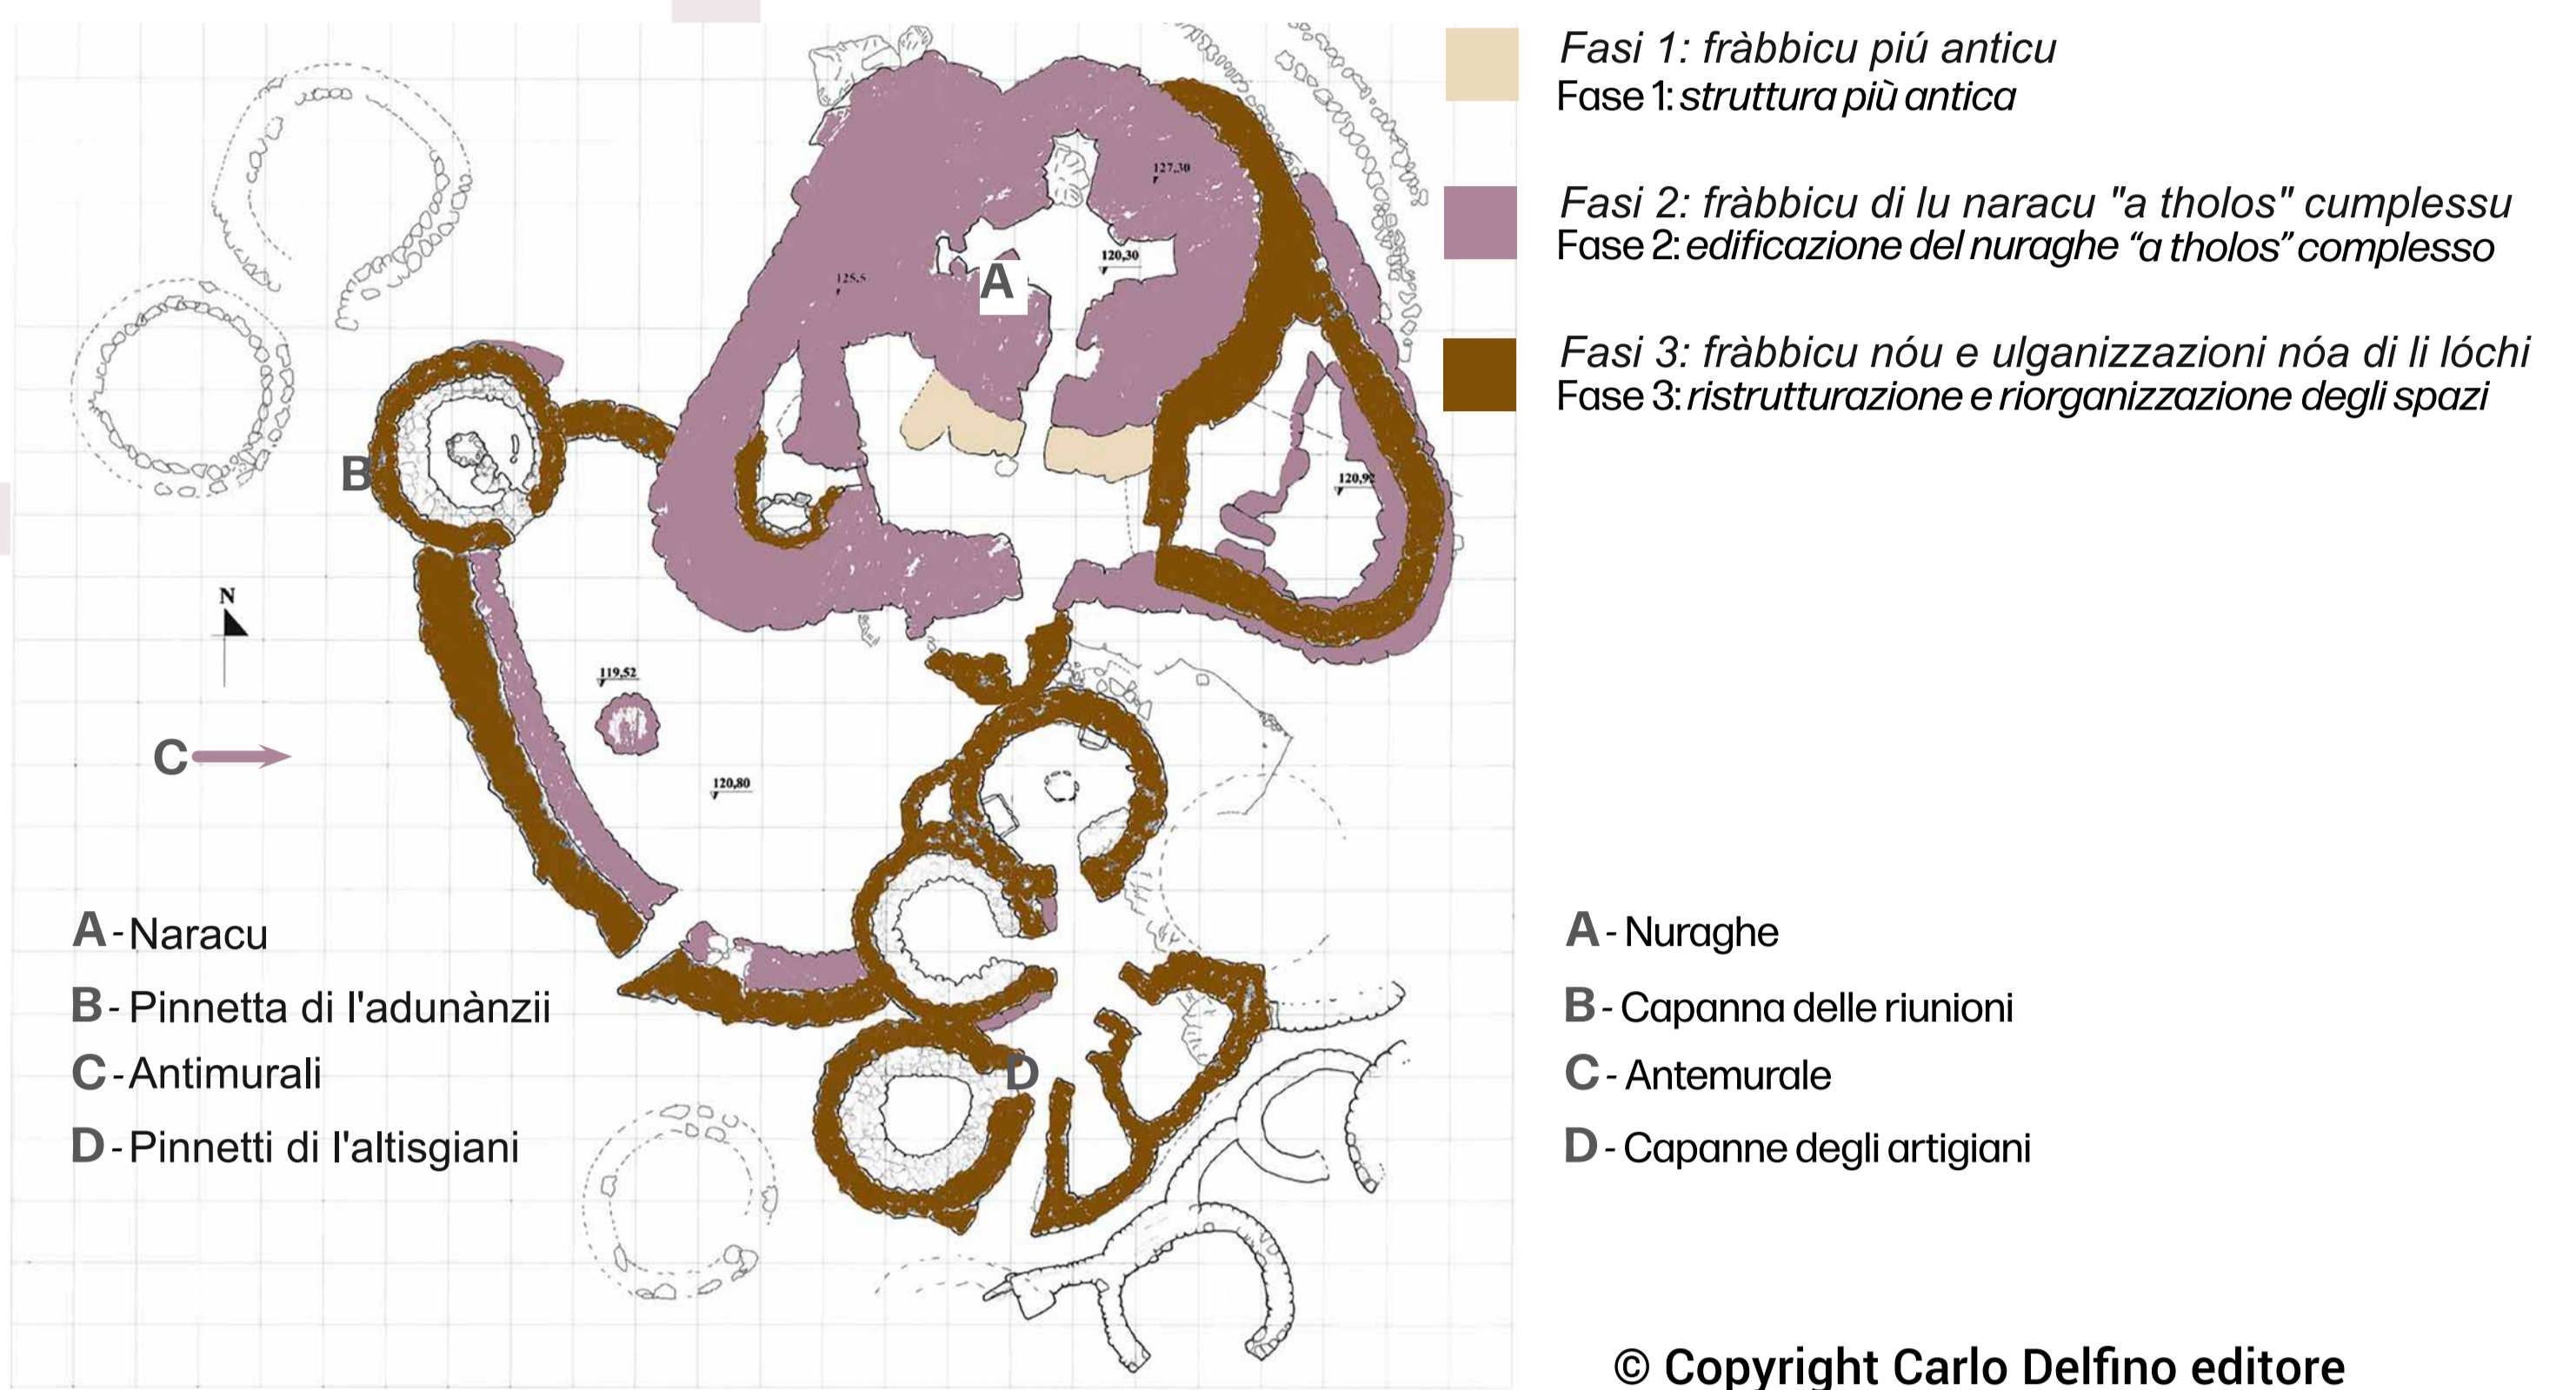 Fasi 1: fràbbicu piú anticu
Fase 1: struttura più antica
Fasi 2: fràbbicu di lu naracu "a tholos" cumplessu
Fase 2: edificazione del nuraghe “a tholos” complesso
Fasi 3: fràbbicu nóu e ulganizzazioni nóa di li lóchi
Fase 3: ristrutturazione e riorganizzazione degli spazi
127.30
120,30
A
125.5
B
120,92
N
119,52
C
120,80
D
A - Naracu
B - Pinnetta di l'adunànzii
C - Antimurali
D - Pinnetti di l'altisgiani
A - Nuraghe
B - Capanna delle riunioni
C - Antemurale
D - Capanne degli artigiani
© Copyright Carlo Delfino editore